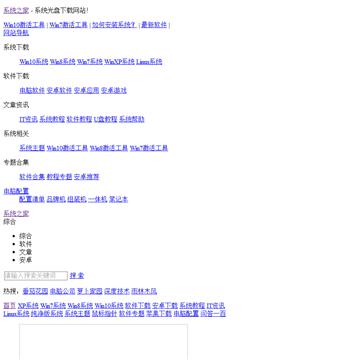 系统之家 - 系统光盘下载网站!
Win10激活工具 | Win7激活工具 | 如何安装系统? | 最新软件 |
网站导航
系统下载
Win10系统 Win8系统 Win7系统 WinXP系统 Linux系统
软件下载
电脑软件 安卓软件 安卓应用 安卓游戏
文章资讯
IT资讯 系统教程 软件教程 U盘教程 系统帮助
系统相关
系统主题 Win10激活工具 Win8激活工具 Win7激活工具
专题合集
软件合集 教程专题 安卓推荐
电脑配置
配置清单 品牌机 组装机 一体机 笔记本
系统之家
综合
综合
软件
文章
安卓
请输入搜索关键词 搜 索
热搜: 番茄花园 电脑公司 萝卜家园 深度技术 雨林木风
首页 XP系统 Win7系统 Win8系统 Win10系统 软件下载 安卓下载 系统教程 IT资讯
Linux系统 纯净版系统 系统主题 鼠标指针 软件专题 苹果下载 电脑配置 问答一百